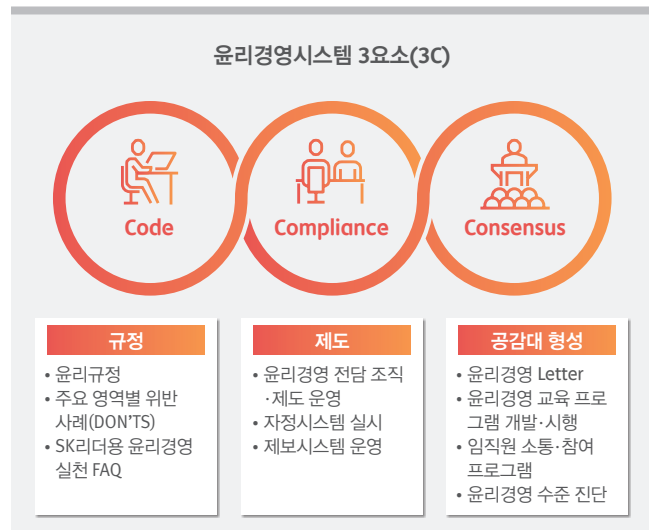 윤리경영시스템 3요소(3C)
Code
Compliance
Consensus
규정
• 윤리규정
• 주요 영역별 위반
사례(DON'TS)
• SK리더용 윤리경영
실천 FAQ
제도
• 윤리경영 전담 조직
·제도 운영
• 자정시스템 실시
• 제보시스템 운영
공감대 형성
• 윤리경영 Letter
• 윤리경영 교육 프로
그램 개발·시행
• 임직원 소통·참여
프로그램
• 윤리경영 수준 진단